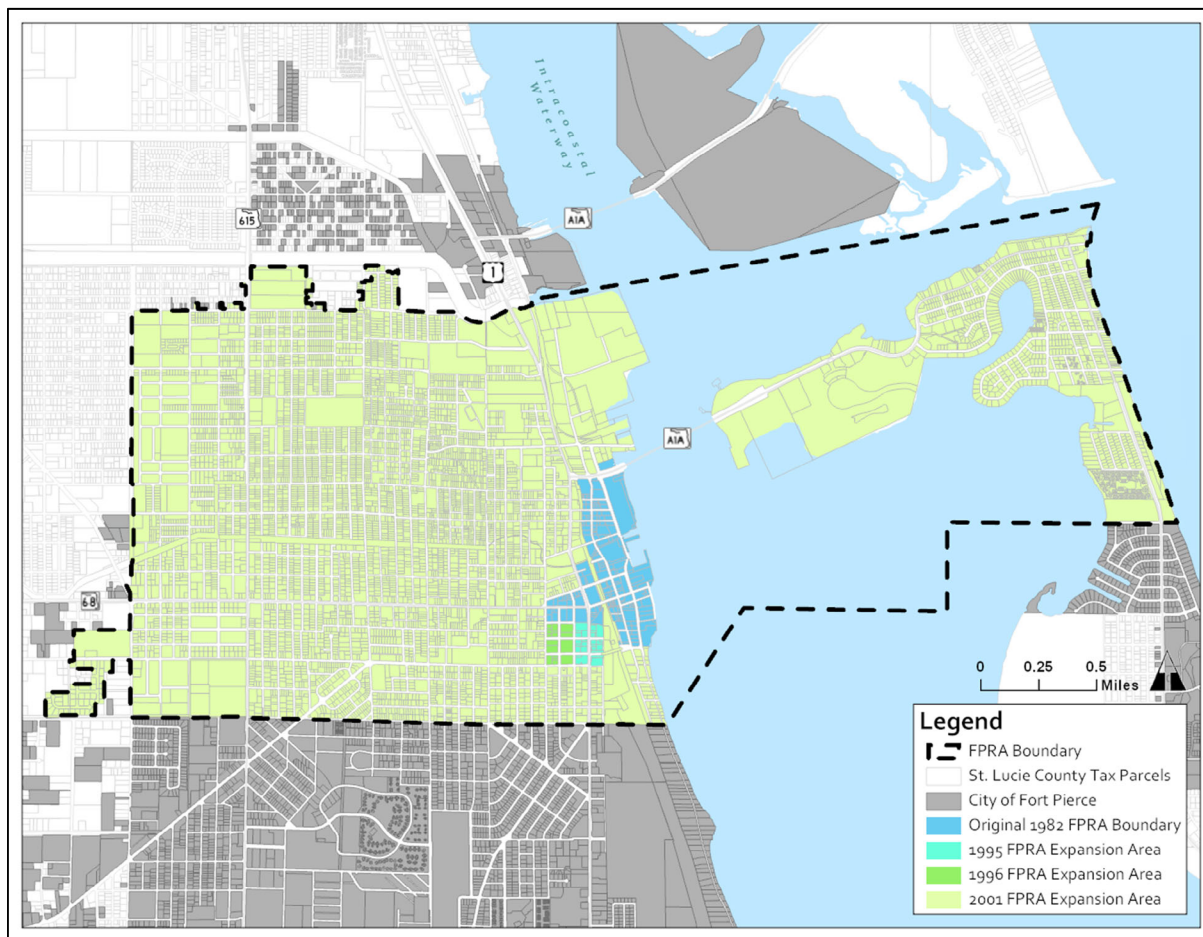 Intracoastal
Waterway
615
A1A
1
A1A
68
0 0.25 0.5
Miles
Legend
FPRA Boundary
St. Lucie County Tax Parcels
City of Fort Pierce
Original 1982 FPRA Boundary
1995 FPRA Expansion Area
1996 FPRA Expansion Area
2001 FPRA Expansion Area